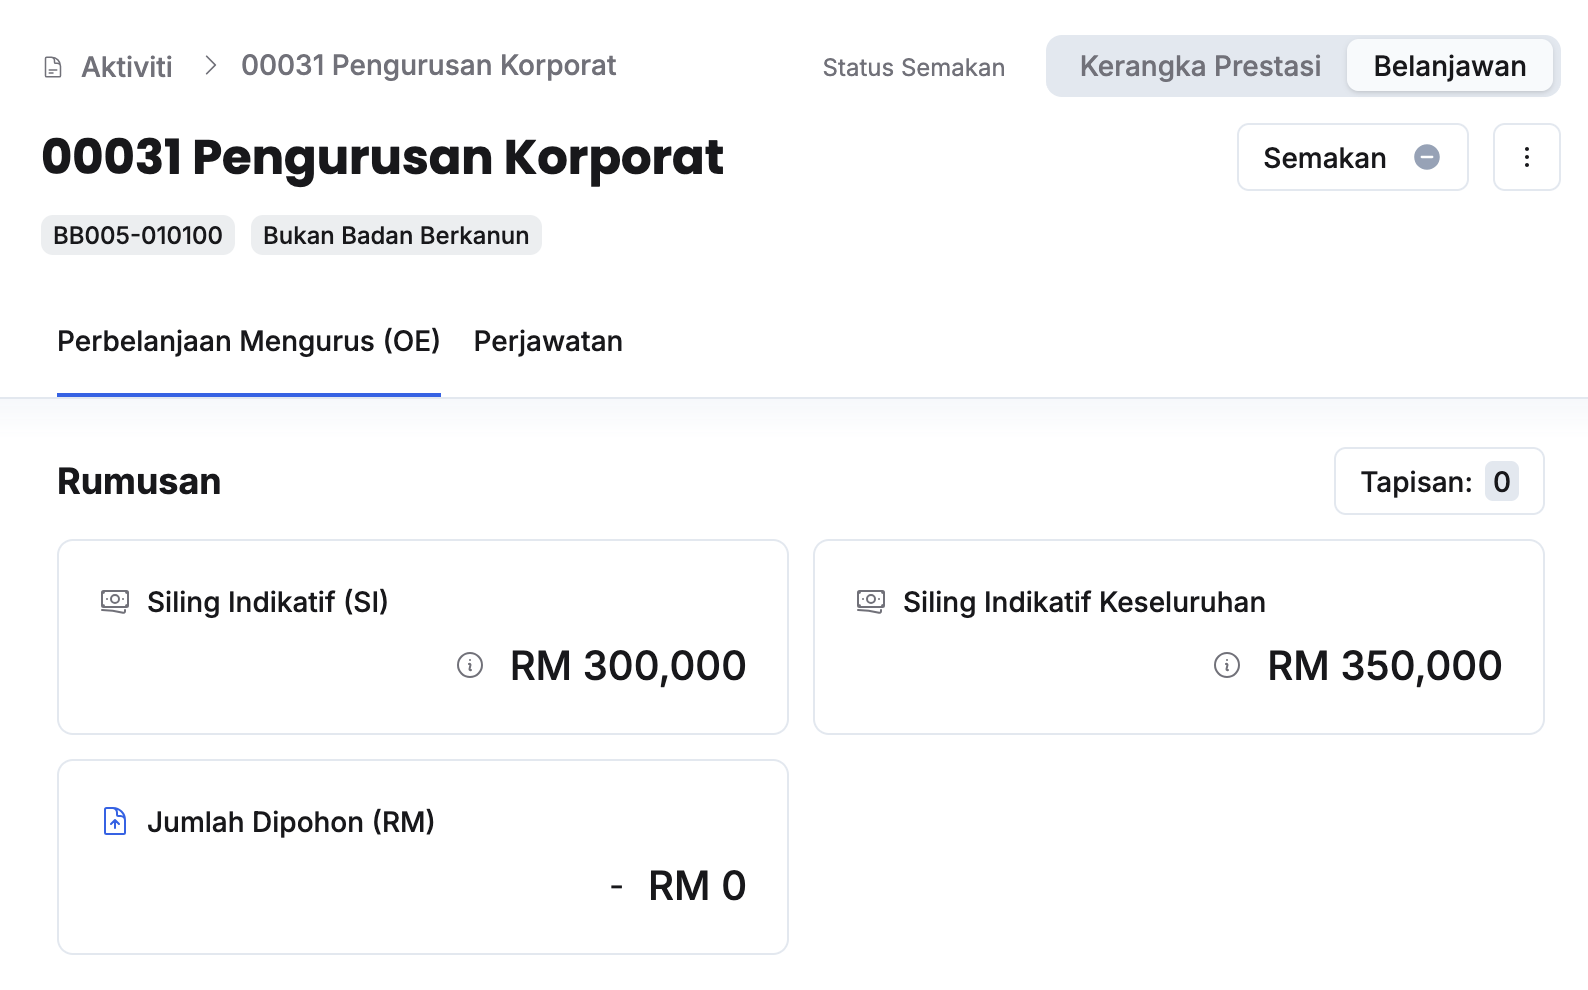 Aktiviti > 00031 Pengurusan Korporat
Status Semakan
Kerangka Prestasi
Belanjawan
00031 Pengurusan Korporat
Semakan
BB005-010100
Bukan Badan Berkanun
Perbelanjaan Mengurus (OE)
Perjawatan
Rumusan
Tapisan: 0
Siling Indikatif (SI)
RM 300,000
Siling Indikatif Keseluruhan
RM 350,000
Jumlah Dipohon (RM)
- RM 0